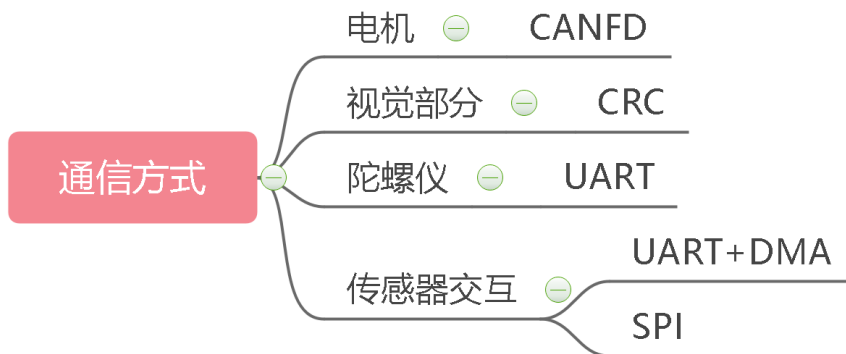 电机 CANFD
视觉部分 CRC
通信方式
陀螺仪 UART
UART+DMA
传感器交互
SPI